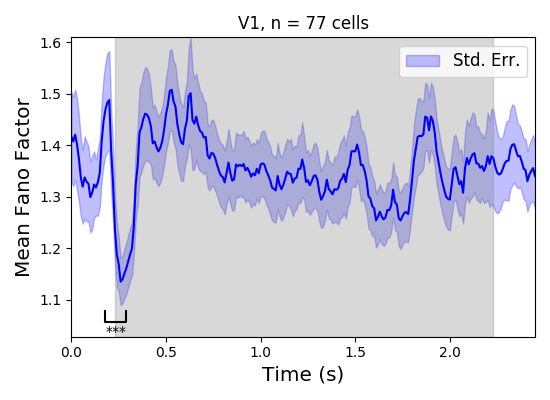 V1, n = 77 cells
Std. Err.
Mean Fano Factor
1.6
1.5
1.4
1.3
1.2
1.1
***
0.0 0.5 1.0 1.5 2.0
Time (s)